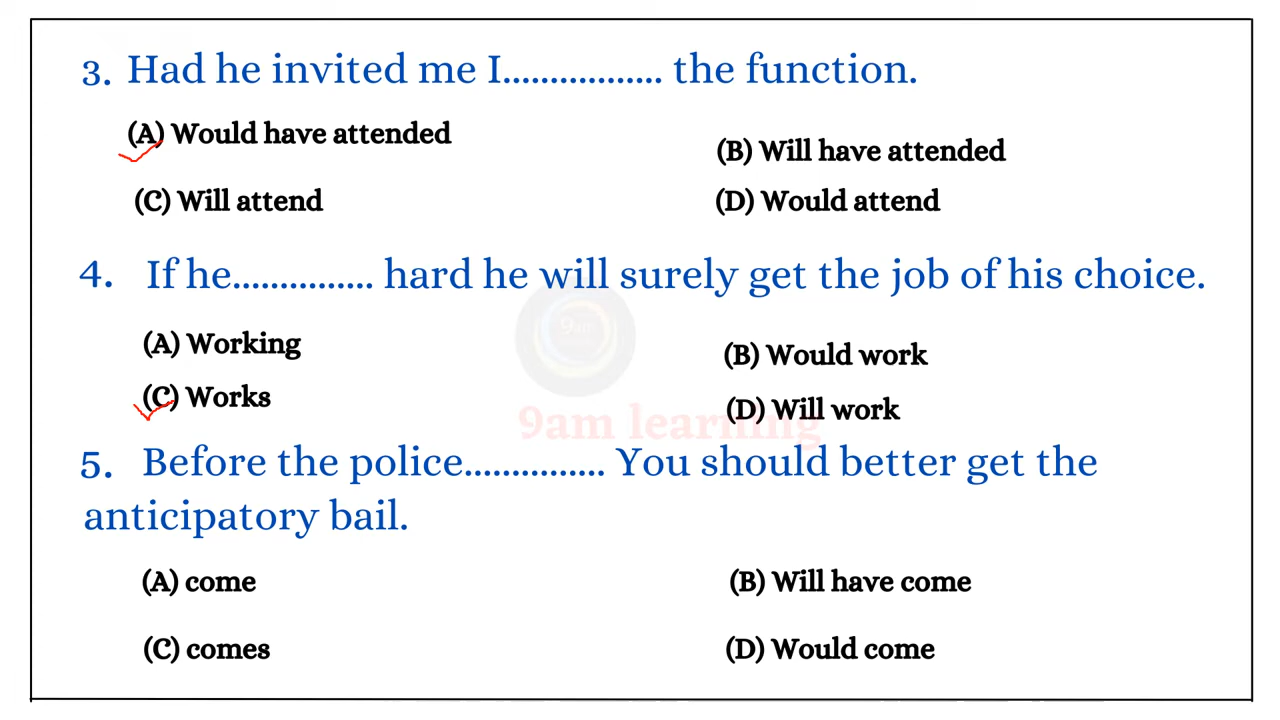 3. Had he invited me I................. the function.
(A) Would have attended
(B) Will have attended
(C) Will attend
(D) Would attend
4. If he............... hard he will surely get the job of his choice.
(A) Working
(B) Would work
(C) Works
(D) Will work
9am learning
5. Before the police............... You should better get the
anticipatory bail.
(A) come
(B) Will have come
(C) comes
(D) Would come